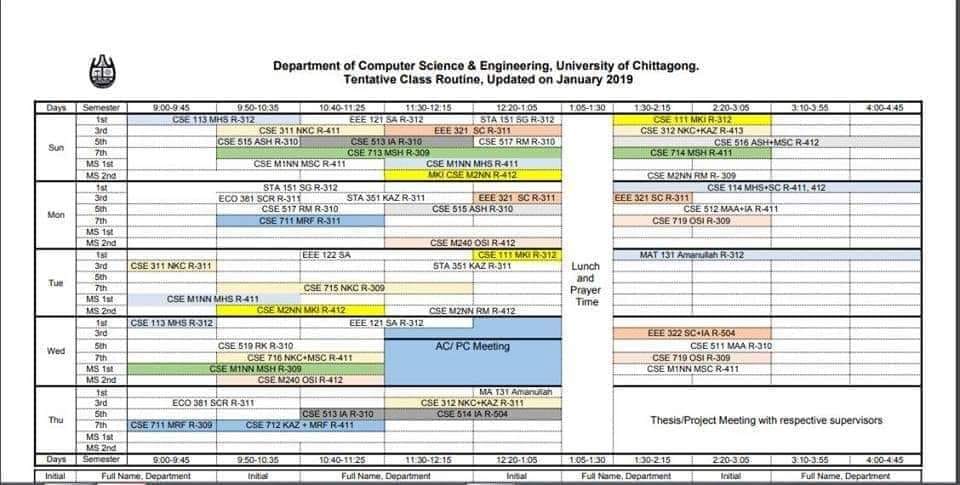 Department of Computer Science & Engineering, University of Chittagong.
Tentative Class Routine, Updated on January 2019
Days Semester 9:00-9:45 9:50-10:35 10:40-11:25 11:30-12:15 12:20-1:05 1:05-1:30 1:30-2:15 2:20-3:05 3:10-3:55 4:00-4:45
Sun
1st CSE 113 MHS R-312 EEE 121 SA R-312 STA 151 SG R-312 CSE 111 MKI R-312
3rd CSE 311 NKC R-411 EEE 321 SC R-311 CSE 312 NKC+KAZ R-413
5th CSE 515 ASH R-310 CSE 513 IA R-310 CSE 517 RM R-310 CSE 516 ASH+MSC R-412
7th CSE 713 MSH R-309 CSE 714 MSH R-411
MS 1st CSE M1NN MSC R-411 CSE M1NN MHS R-411
MS 2nd MKI CSE M2NN R-412 CSE M2NN RM R- 309
Mon
1st STA 151 SG R-312 CSE 114 MHS+SC R-411, 412
3rd ECO 381 SCR R-311 STA 351 KAZ R-311 EEE 321 SC R-311 EEE 321 SC R-311
5th CSE 517 RM R-310 CSE 515 ASH R-310 CSE 512 MAA+IA R-411
7th CSE 711 MRF R-311 CSE 719 OSI R-309
MS 1st
MS 2nd CSE M240 OSI R-412
Tue
1st EEE 122 SA CSE 111 MKI R-312 MAT 131 Amanullah R-312
3rd CSE 311 NKC R-311 STA 351 KAZ R-311
5th
7th CSE 715 NKC R-309
MS 1st CSE M1NN MHS R-411
MS 2nd CSE M2NN MKI R-412 CSE M2NN RM R-412
Lunch
and
Prayer
Time
Wed
1st CSE 113 MHS R-312 EEE 121 SA R-312
3rd EEE 322 SC+IA R-504
5th CSE 519 RK R-310 AC/ PC Meeting CSE 511 MAA R-310
7th CSE 716 NKC+MSC R-411 CSE 719 OSI R-309
MS 1st CSE M1NN MSH R-309 CSE M1NN MSC R-411
MS 2nd CSE M240 OSI R-412
Thu
1st MA 131 Amanullah
3rd ECO 381 SCR R-311 CSE 312 NKC+KAZ R-311
5th CSE 513 IA R-310 CSE 514 IA R-504
7th CSE 711 MRF R-309 CSE 712 KAZ + MRF R-411
MS 1st
MS 2nd
Thesis/Project Meeting with respective supervisors
Days Semester 9:00-9:45 9:50-10:35 10:40-11:25 11:30-12:15 12:20-1:05 1:05-1:30 1:30-2:15 2:20-3:05 3:10-3:55 4:00-4:45
Initial Full Name, Department Initial Full Name, Department Initial Full Name, Department Initial Full Name, Department